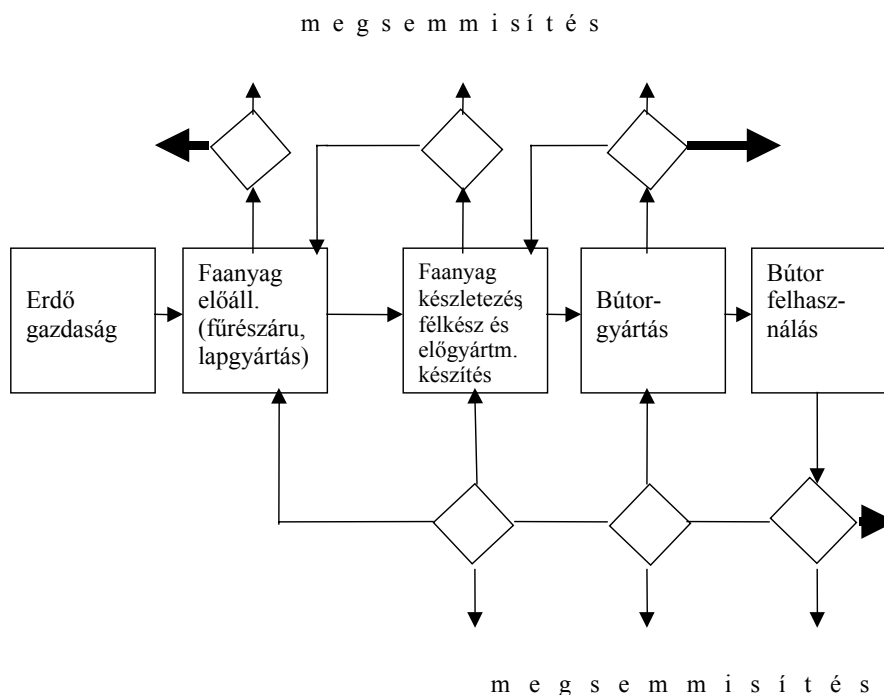 m e g s e m m i s í t é s
Erdő
gazdaság
Faanyag
előáll.
(fűrészáru,
lapgyártás)
Faanyag
készletezés,
félkész és
előgyártm.
készítés
Bútor-
gyártás
Bútor
felhasz-
nálás
m e g s e m m i s í t é s